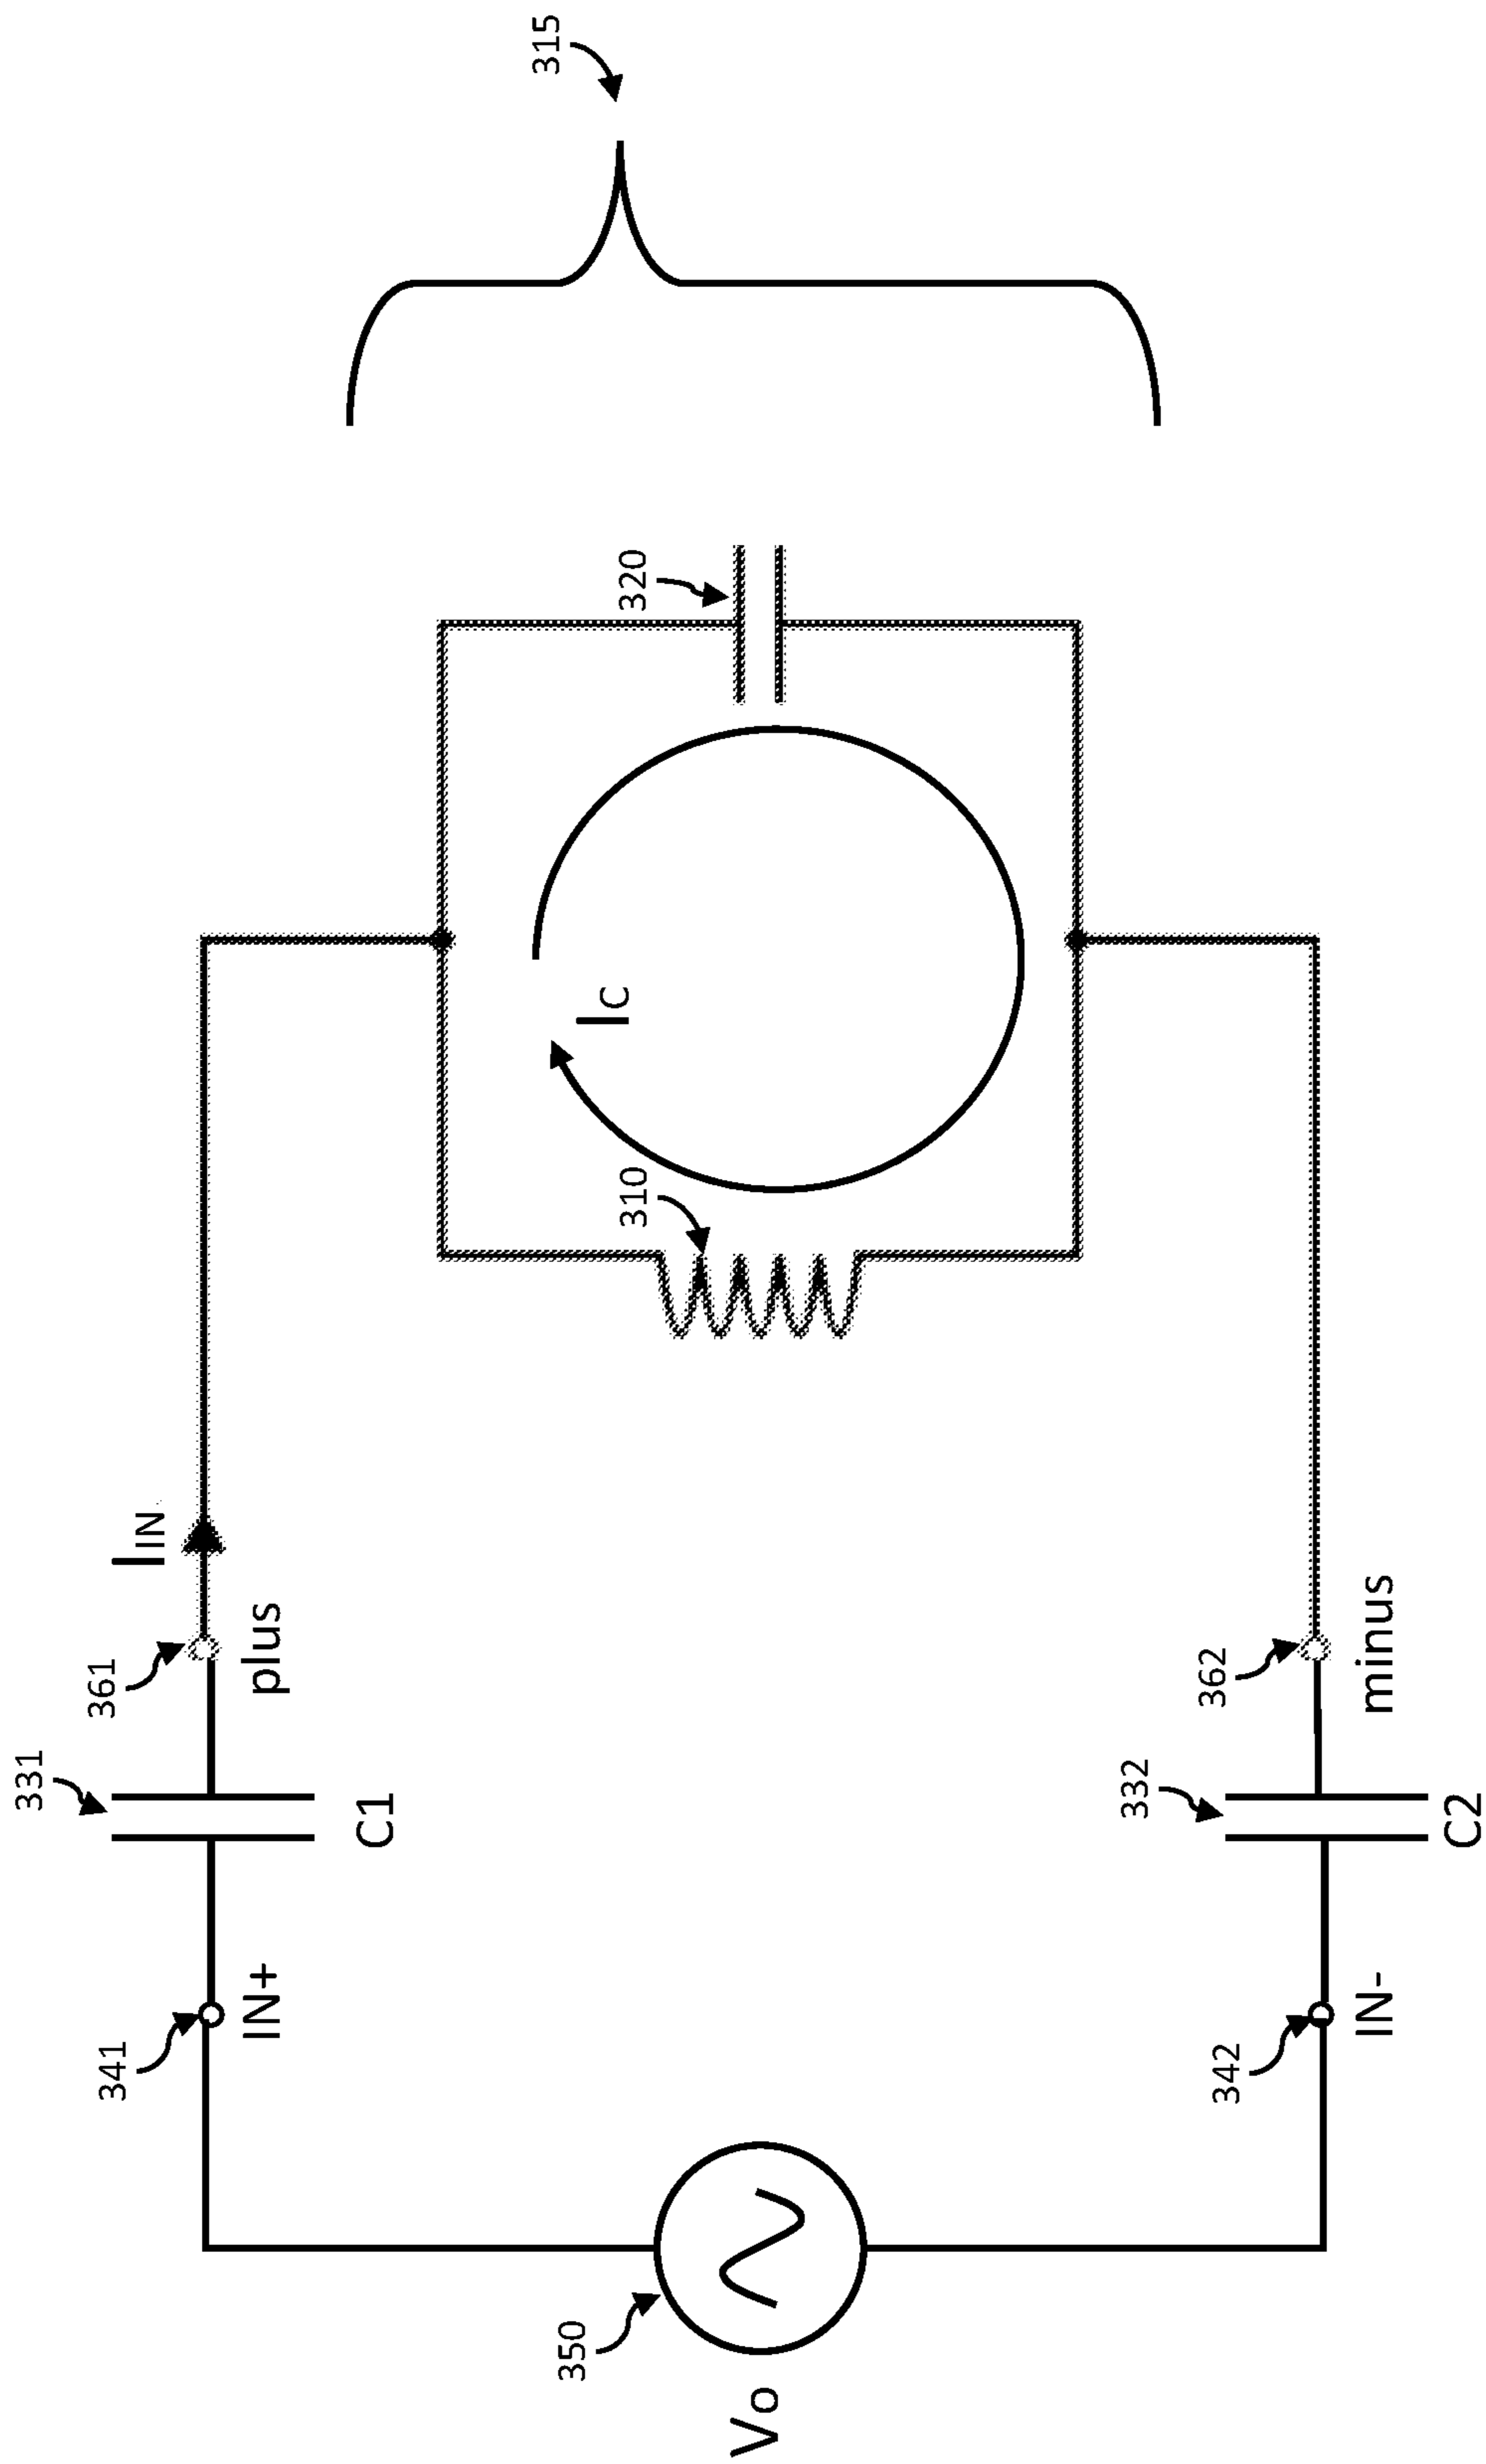 331
341
361
IIN
IN+
plus
C1
315
350
IC
310
320
Vo
332
342
362
IN-
minus
C2